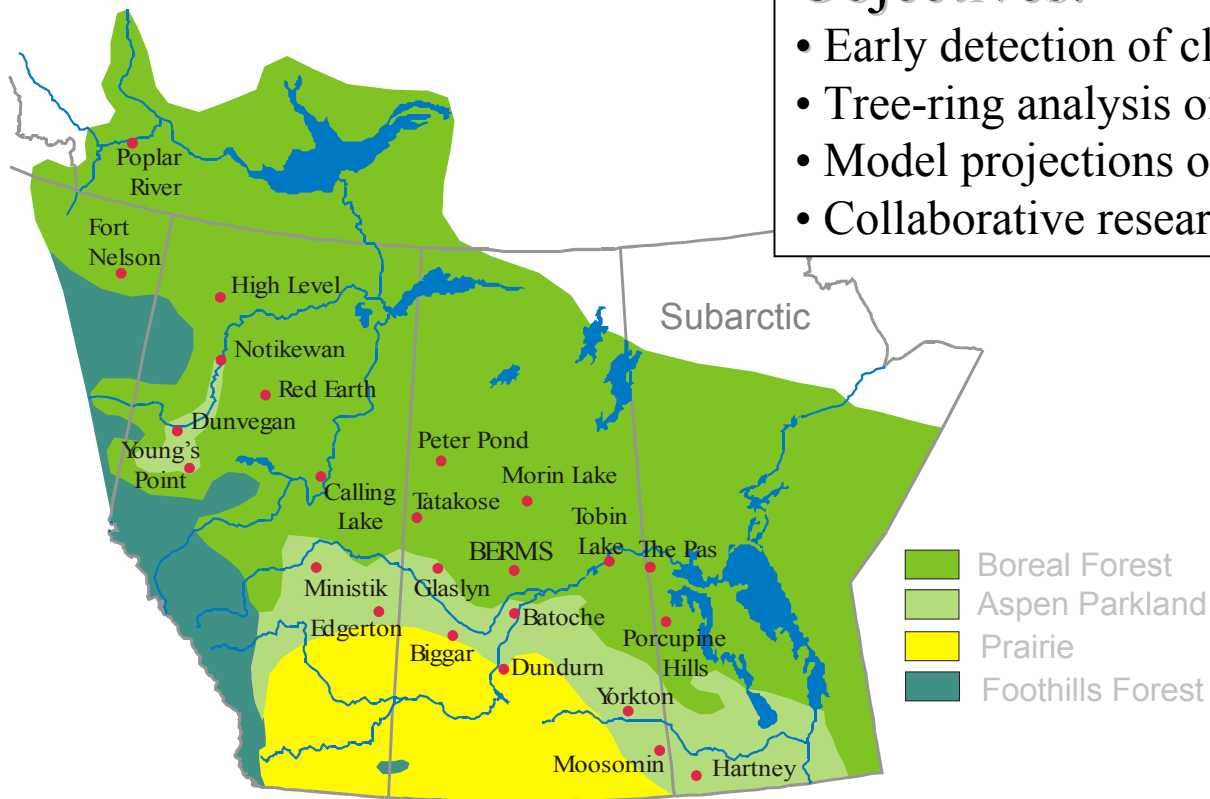 • Early detection of
• Tree-ring analysis
• Model projections
• Collaborative
Poplar
River
Fort
Nelson
High Level
Subarctic
Notikewan
Red Earth
Dunvegan
Young's
Point
Peter Pond
Morin Lake
Calling
Lake
Tatakose
Tobin
Lake
The Pas
BERMS
Ministik
Glaslyn
Edgerton
Batoche
Biggar
Porcupine
Hills
Dundurn
Yorkton
Moosomin
Hartney
Boreal Forest
Aspen Parkland
Prairie
Foothills Forest